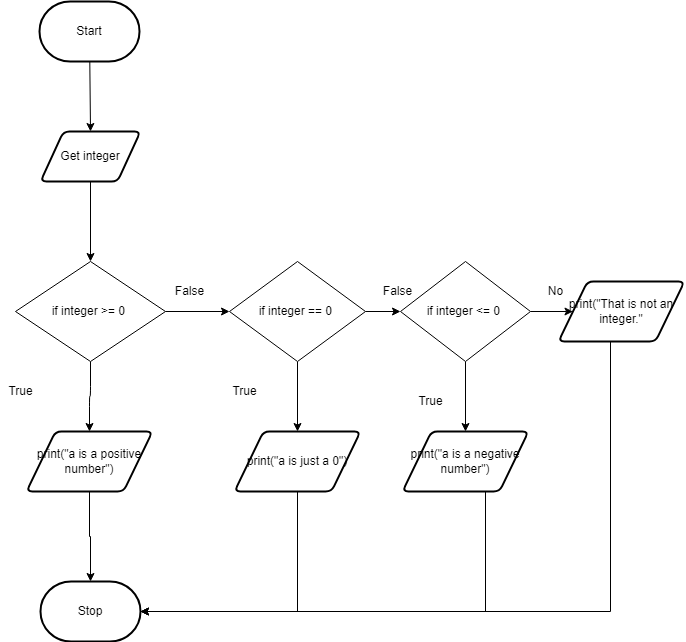 Start
Get integer
if integer >= 0
False
if integer == 0
False
if integer <= 0
No
print("That is not an
integer."
True
True
True
print("a is a positive
number")
print("a is just a 0")
print("a is a negative
number")
Stop